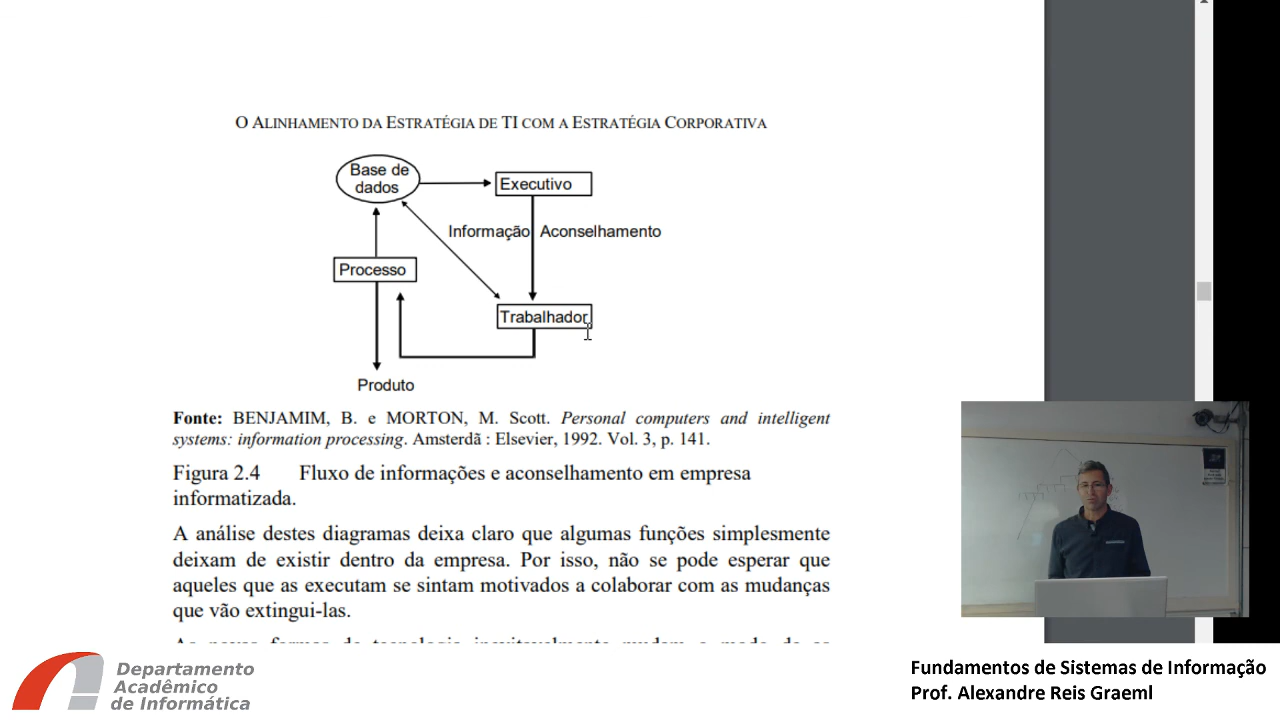 O ALINHAMENTO DA ESTRATÉGIA DE TI COM A ESTRATÉGIA CORPORATIVA
Base de
dados
Executivo
Informação
Aconselhamento
Processo
Trabalhador
Produto
Fonte: BENJAMIM, B. e MORTON, M. Scott. Personal computers and intelligent
systems: information processing. Amsterdã : Elsevier, 1992. Vol. 3, p. 141.
Figura 2.4 Fluxo de informações e aconselhamento em empresa
informatizada.
A análise destes diagramas deixa claro que algumas funções simplesmente
deixam de existir dentro da empresa. Por isso, não se pode esperar que
aqueles que as executam se sintam motivados a colaborar com as mudanças
que vão extingui-las.
Departamento
Acadêmico
de Informática
Fundamentos de Sistemas de Informação
Prof. Alexandre Reis Graeml